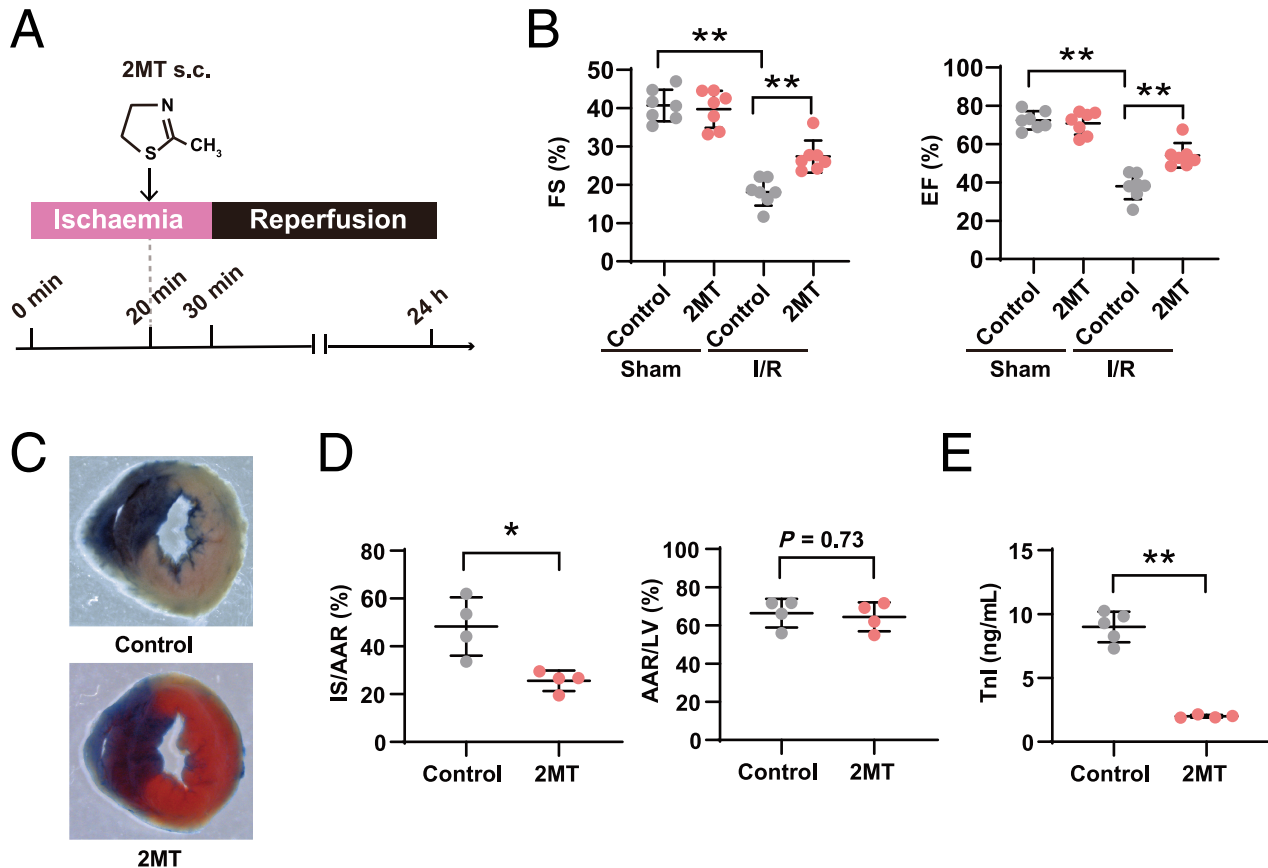 A
2MT s.c.
N
S
CH3
Ischaemia
Reperfusion
0 min
20 min
30 min
24 h
B
**
**
50
40
30
20
10
0
FS (%)
Control
2MT
Control
2MT
Sham
I/R
**
**
100
80
60
40
20
0
EF (%)
Control
2MT
Control
2MT
Sham
I/R
C
Control
2MT
D
*
80
60
40
20
0
IS/AAR (%)
Control
2MT
P = 0.73
100
80
60
40
20
0
AAR/LV (%)
Control
2MT
E
**
15
10
5
0
TnI (ng/mL)
Control
2MT